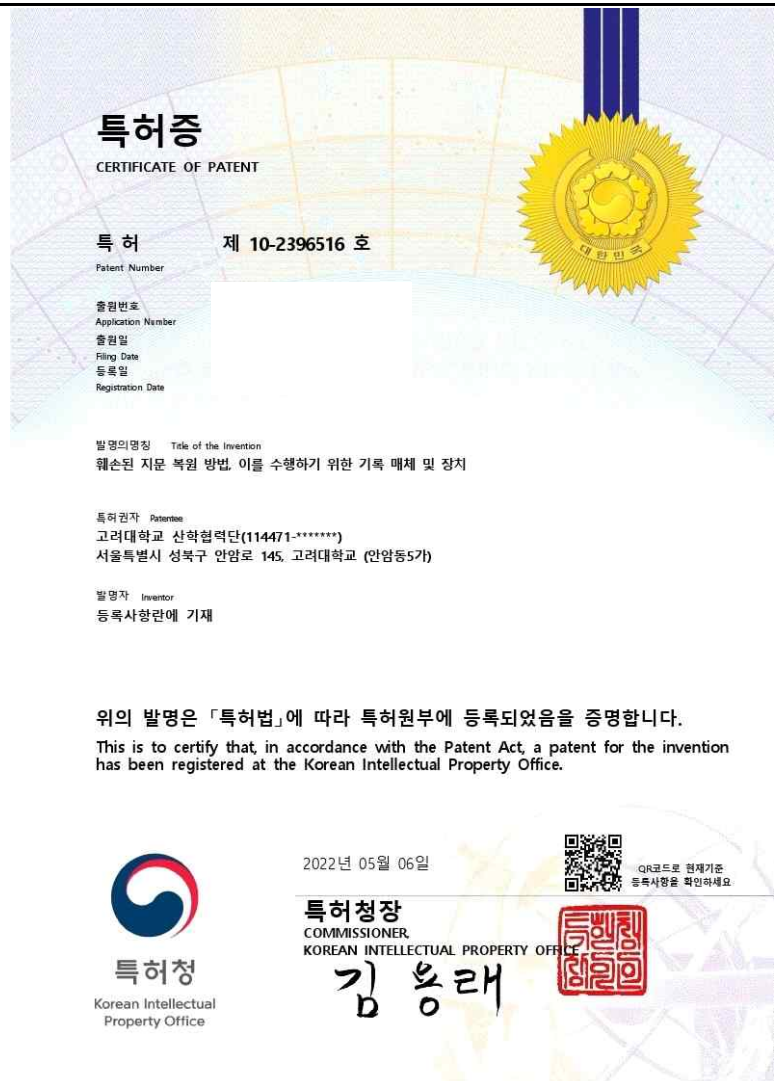 특허증
CERTIFICATE OF PATENT
대한민국
특 허 제 10-2396516 호
Patent Number
출원번호
Application Number
출원일
Filing Date
등록일
Registration Date
발명의명칭 Title of the Invention
훼손된 지문 복원 방법, 이를 수행하기 위한 기록 매체 및 장치
특허권자 Patentee
고려대학교 산학협력단(114471-*******)
서울특별시 성북구 안암로 145, 고려대학교 (안암동5가)
발명자 Inventor
등록사항란에 기재
위의 발명은 「특허법」에 따라 특허원부에 등록되었음을 증명합니다.
This is to certify that, in accordance with the Patent Act, a patent for the invention
has been registered at the Korean Intellectual Property Office.
2022년 05월 06일
QR코드로 현재기준
등록사항을 확인하세요
특허청장
COMMISSIONER,
KOREAN INTELLECTUAL PROPERTY OFFICE
김용래
특허청
Korean Intellectual
Property Office